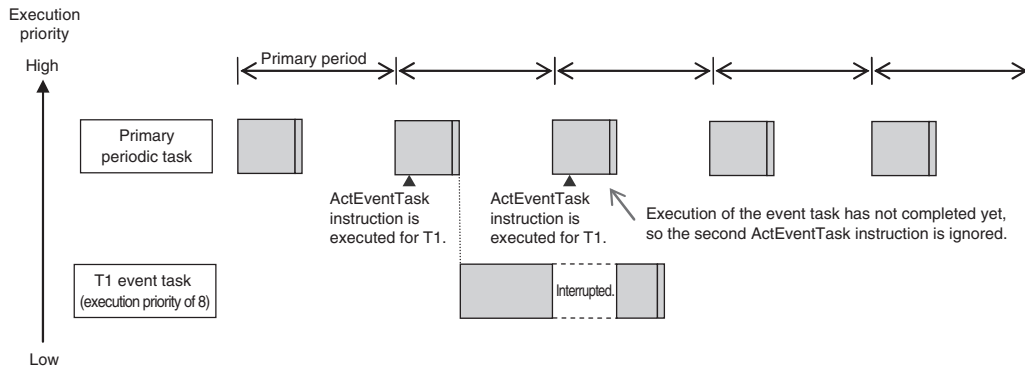 Execution
priority
High
Primary period
Primary
periodic task
ActEventTask
instruction is
executed for T1.
ActEventTask
instruction is
executed for T1.
Execution of the event task has not completed yet,
so the second ActEventTask instruction is ignored.
T1 event task
(execution priority of 8)
Interrupted.
Low